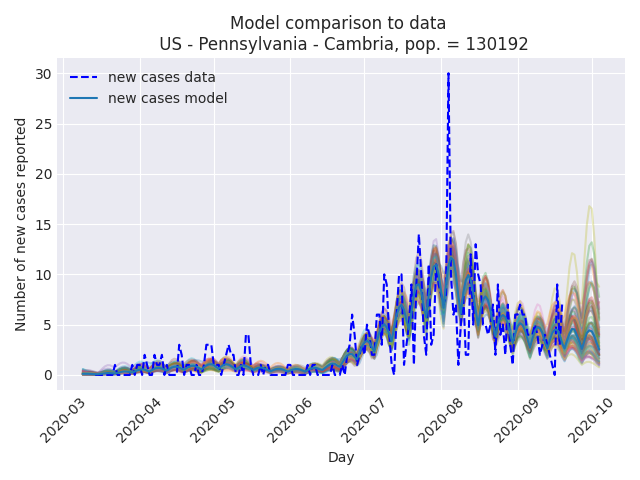 Model comparison to data
US - Pennsylvania - Cambria, pop. = 130192
new cases data
new cases model
Number of new cases reported
30
25
20
15
10
5
0
2020-03
2020-04
2020-05
2020-06
2020-07
2020-08
2020-09
2020-10
Day